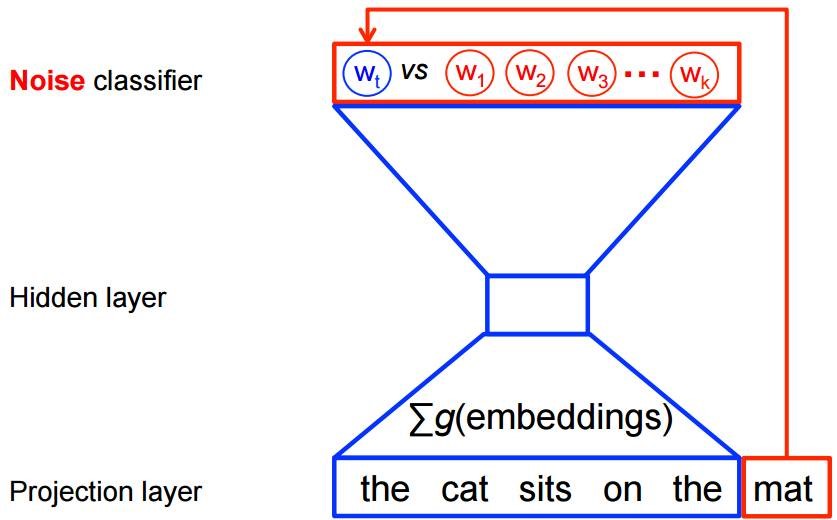 Noise classifier
w_t vs w_1 w_2 w_3 ... w_k
Hidden layer
∑g(embeddings)
Projection layer
the cat sits on the mat